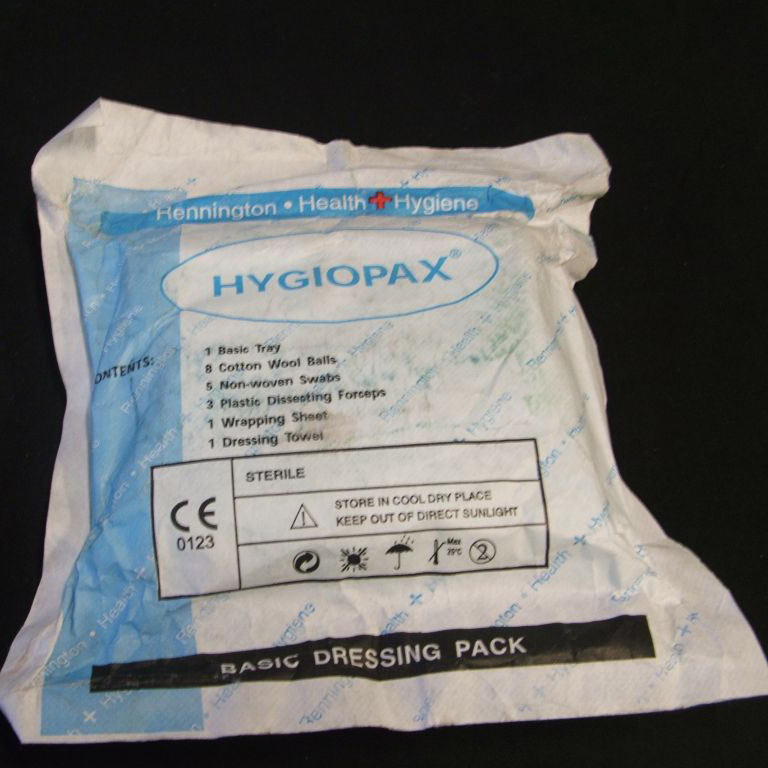 Rennington • Health + Hygiene
HYGIOPAX®
ONTENTS:
1 Basic Tray
8 Cotton Wool Balls
5 Non-woven Swabs
3 Plastic Dissecting Forceps
1 Wrapping Sheet
1 Dressing Towel
CE
0123
STERILE
STORE IN COOL DRY PLACE
KEEP OUT OF DIRECT SUNLIGHT
Max
25°C
2
BASIC DRESSING PACK